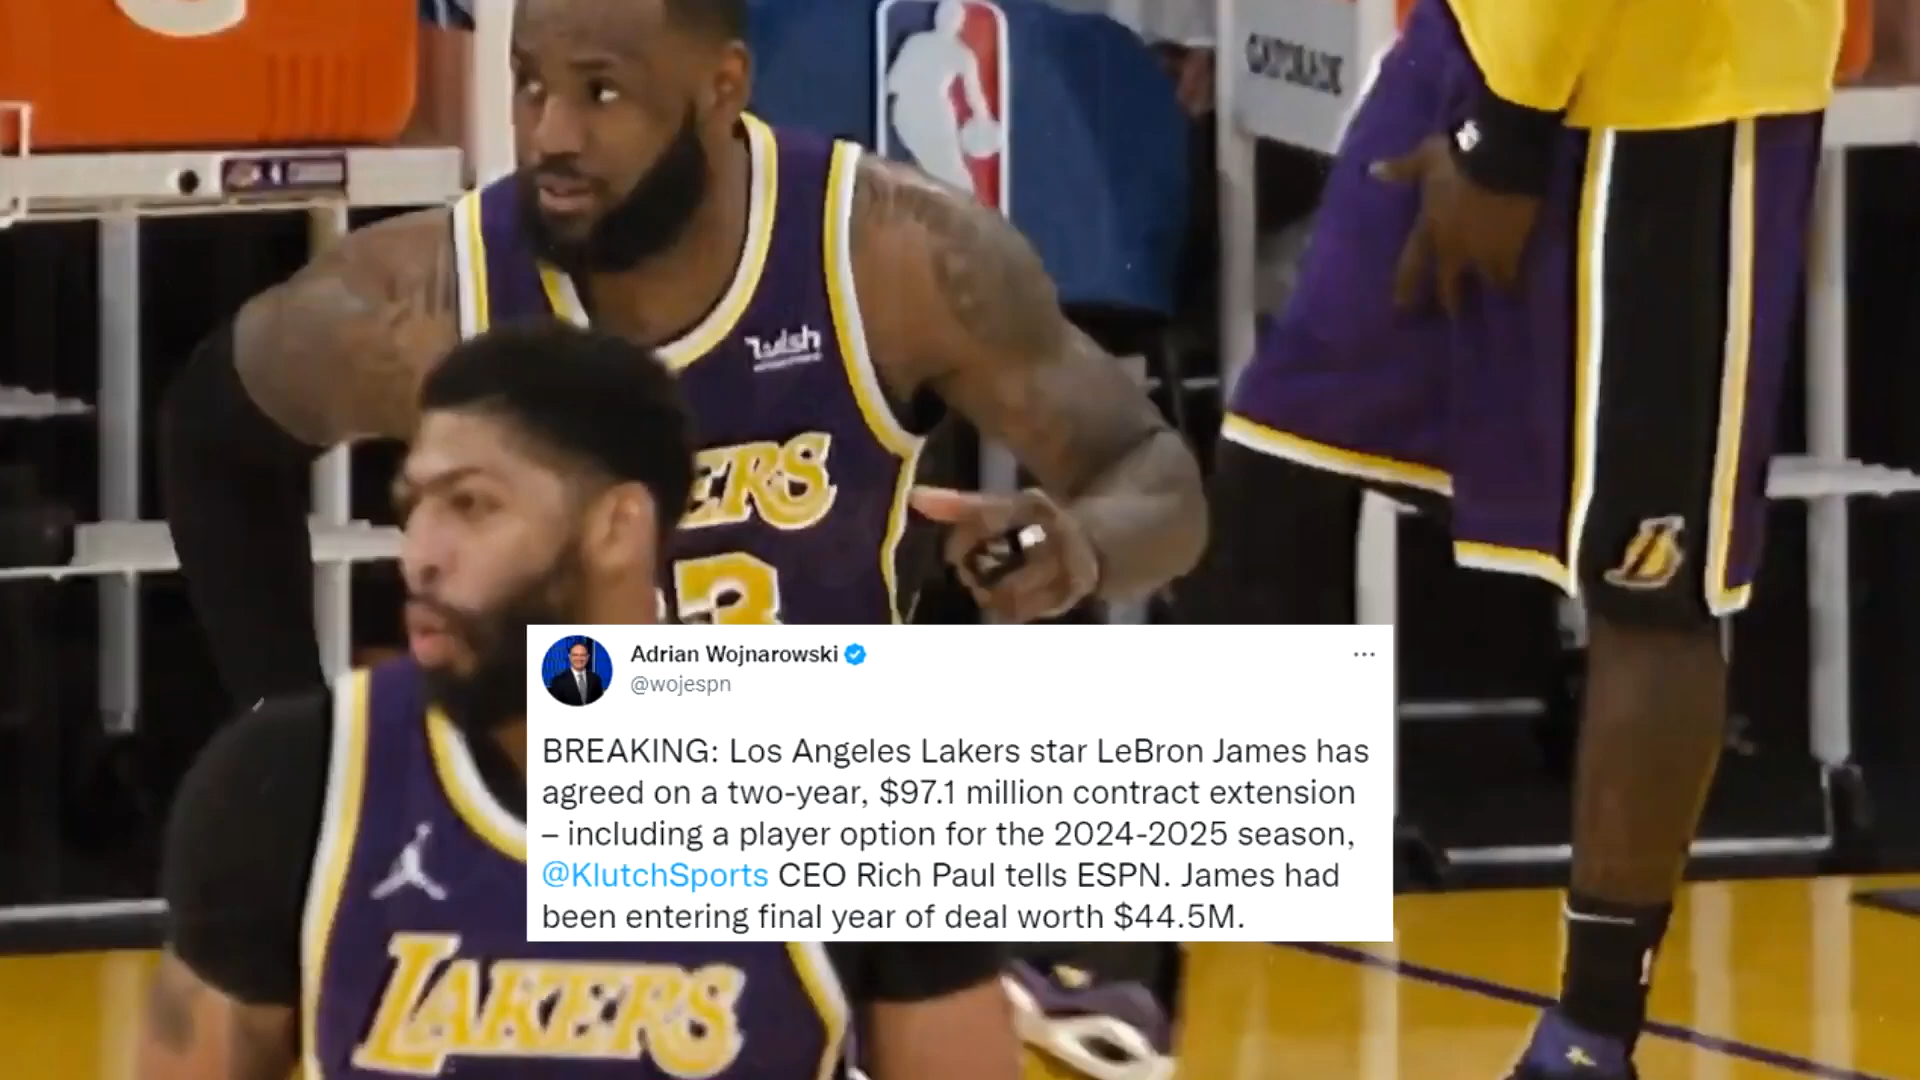 GATORADE
wish
ERS
3
Adrian Wojnarowski
@wojespn
BREAKING: Los Angeles Lakers star LeBron James has
agreed on a two-year, $97.1 million contract extension
– including a player option for the 2024-2025 season,
@KlutchSports CEO Rich Paul tells ESPN. James had
been entering final year of deal worth $44.5M.
LAKERS